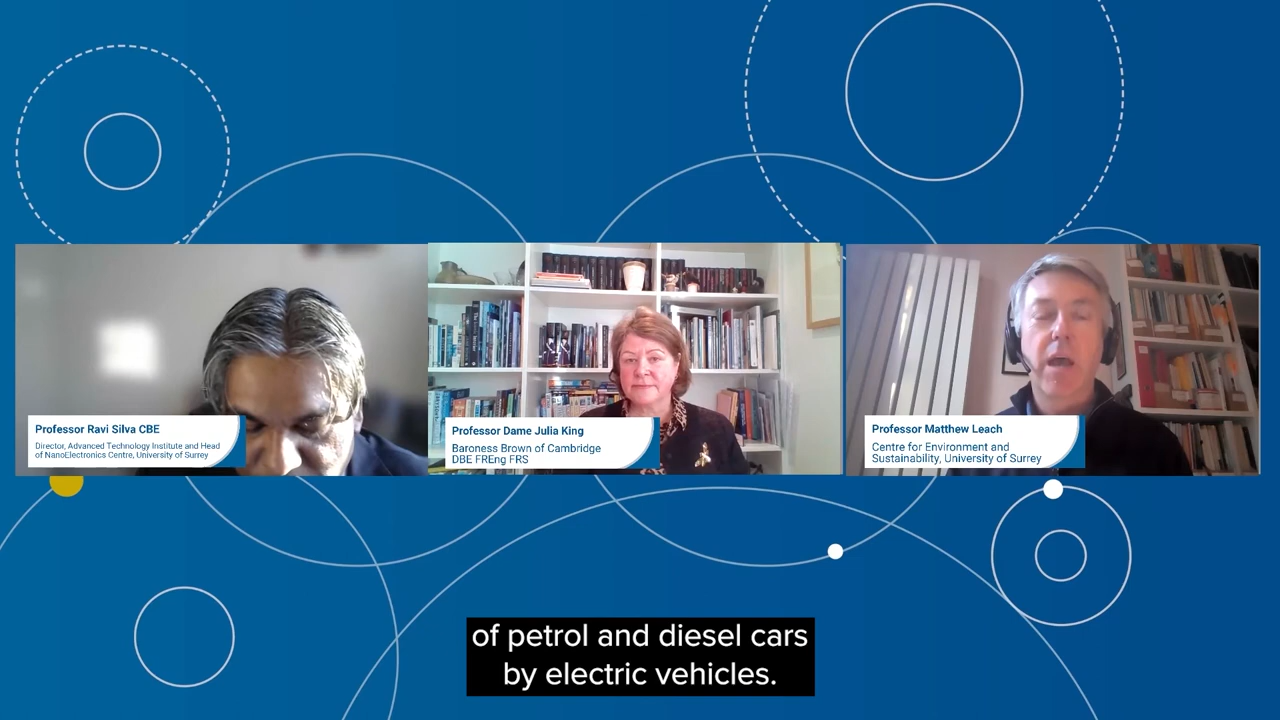 Professor Ravi Silva CBE
Director, Advanced Technology Institute and Head
of NanoElectronics Centre, University of Surrey
Professor Dame Julia King
Baroness Brown of Cambridge
DBE FREng FRS
Professor Matthew Leach
Centre for Environment and
Sustainability, University of Surrey
of petrol and diesel cars
by electric vehicles.